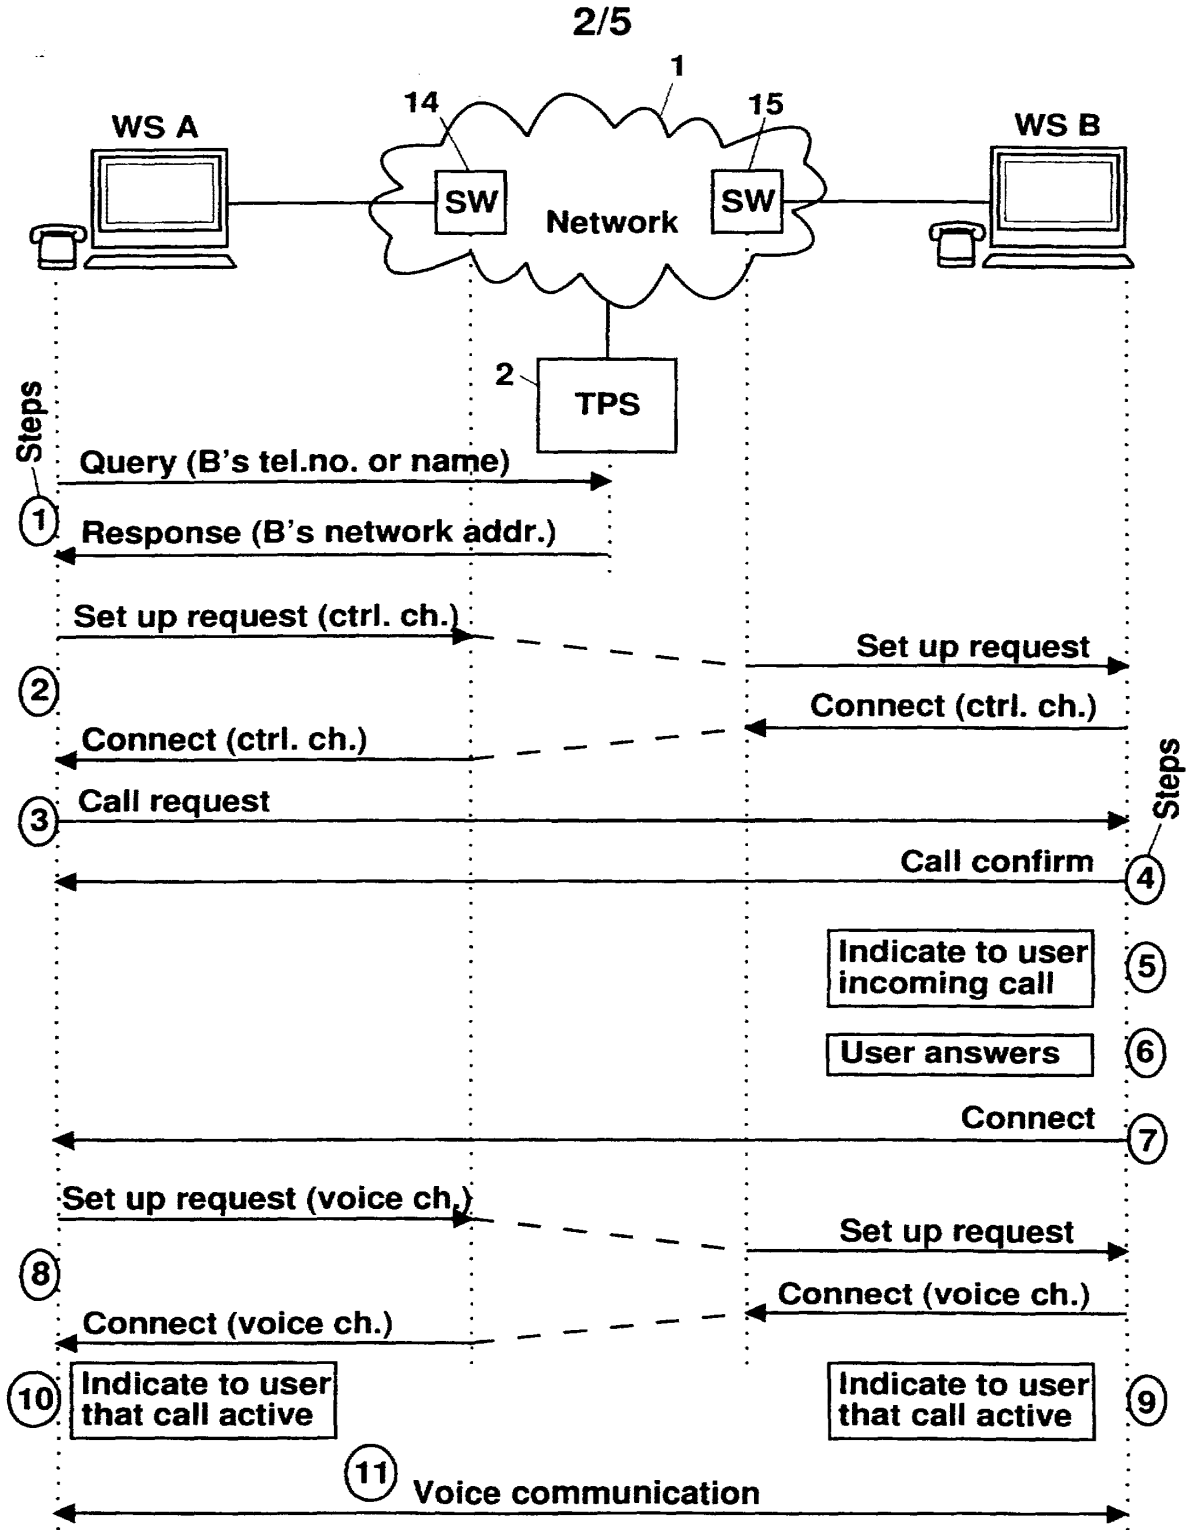 2/5
1
14
15
WS A
WS B
SW
SW
Network
2
TPS
Steps
Query (B's tel.no. or name)
1
Response (B's network addr.)
Set up request (ctrl. ch.)
Set up request
2
Connect (ctrl. ch.)
Connect (ctrl. ch.)
Steps
3
Call request
Call confirm
4
Indicate to user
incoming call
5
User answers
6
Connect
7
Set up request (voice ch.)
Set up request
8
Connect (voice ch.)
Connect (voice ch.)
10
Indicate to user
that call active
Indicate to user
that call active
9
11
Voice communication